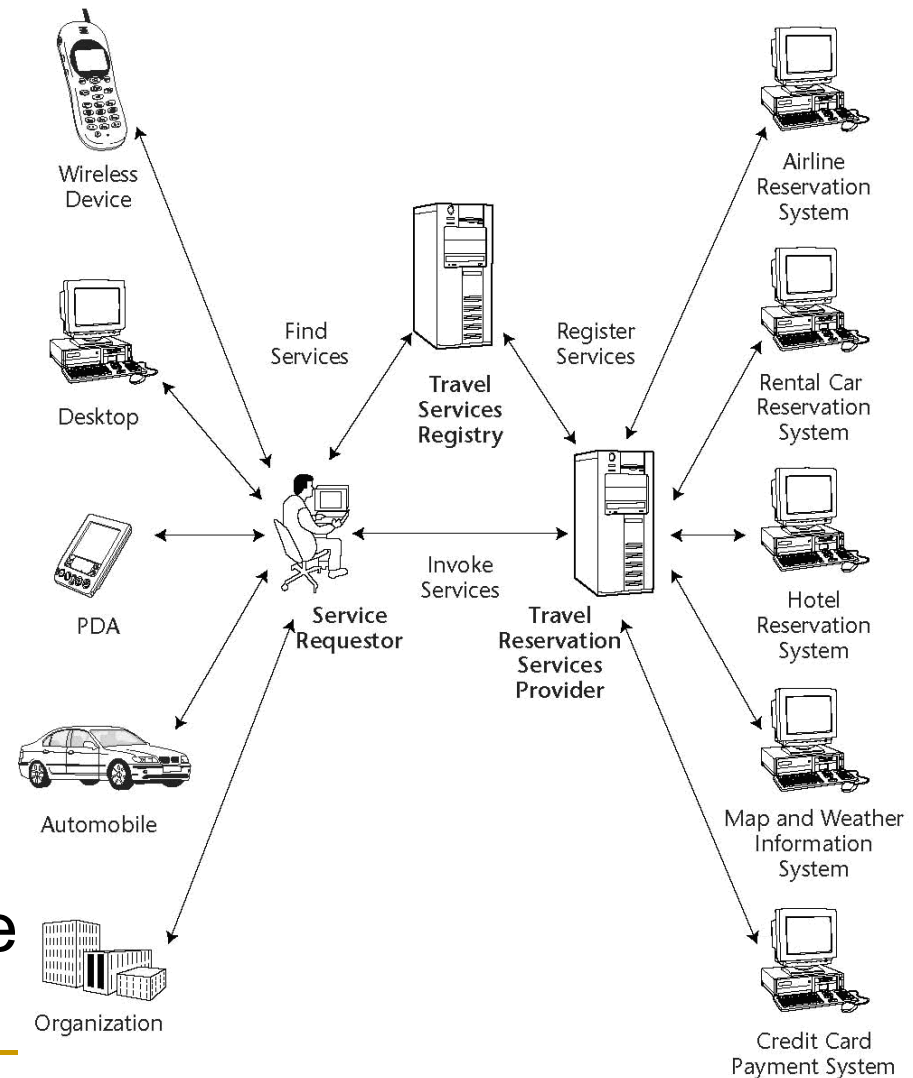 Wireless
Device
Airline
Reservation
System
Find
Services
Register
Services
Travel
Services
Registry
Desktop
Rental Car
Reservation
System
Invoke
Services
PDA
Service
Requestor
Travel
Reservation
Services
Provider
Hotel
Reservation
System
Automobile
Map and Weather
Information
System
e
Organization
Credit Card
Payment System